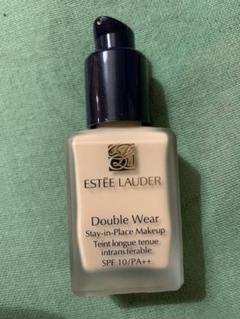 ESTĒE LAUDER
Double Wear
Stay-in-Place Makeup
Teint longue tenue
intransférable
SPF 10/PA++